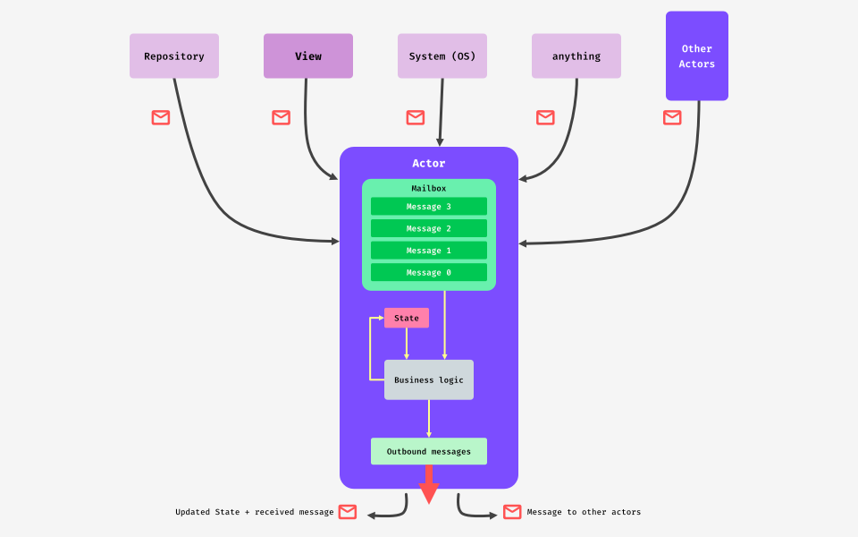 Repository
View
System (OS)
anything
Other
Actors
Actor
Mailbox
Message 3
Message 2
Message 1
Message 0
State
Business logic
Outbound messages
Updated State + received message
Message to other actors